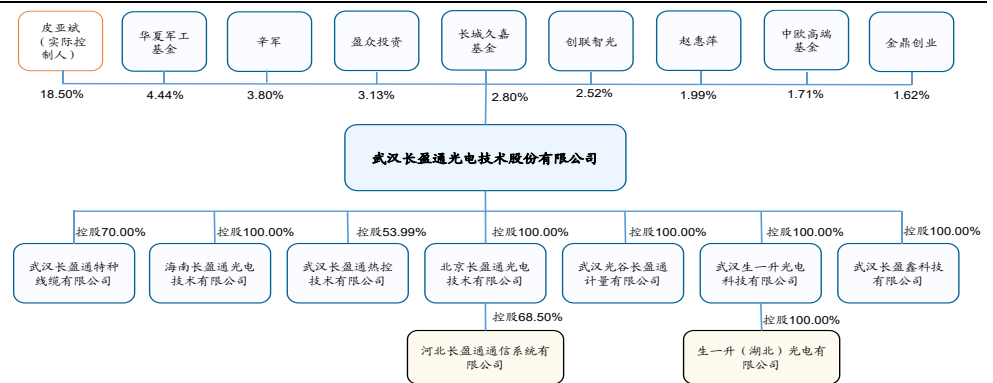 皮亚斌
（实际控
制人）
华夏军工
基金
辛军
盈众投资
长城久嘉
基金
创联智光
赵惠萍
中欧高端
基金
金鼎创业
18.50%
4.44%
3.80%
3.13%
2.80%
2.52%
1.99%
1.71%
1.62%
武汉长盈通光电技术股份有限公司
控股70.00%
控股100.00%
控股53.99%
控股100.00%
控股100.00%
控股100.00%
控股100.00%
武汉长盈通特种
线缆有限公司
海南长盈通光电
技术有限公司
武汉长盈通热控
技术有限公司
北京长盈通光电
技术有限公司
武汉光谷长盈通
计量有限公司
武汉生一升光电
科技有限公司
武汉长盈鑫科技
有限公司
控股68.50%
控股100.00%
河北长盈通通信系统有
限公司
生一升（湖北）光电有
限公司